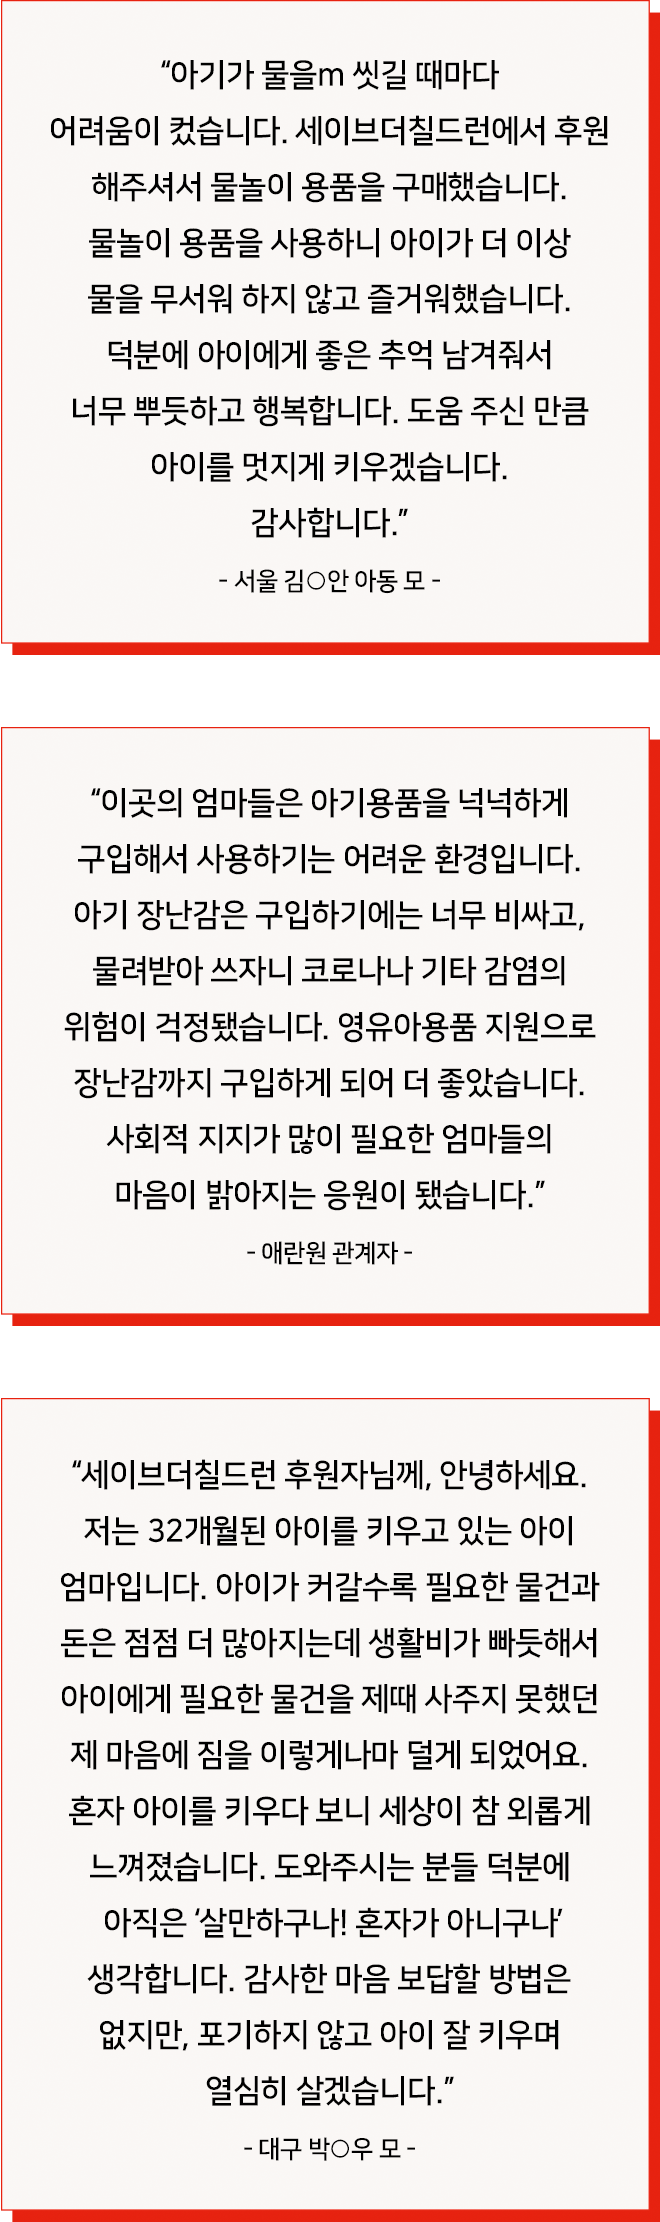 “아기가 물을m 씻길 때마다
어려움이 컸습니다. 세이브더칠드런에서 후원
해주셔서 물놀이 용품을 구매했습니다.
물놀이 용품을 사용하니 아이가 더 이상
물을 무서워 하지 않고 즐거워했습니다.
덕분에 아이에게 좋은 추억 남겨줘서
너무 뿌듯하고 행복합니다. 도움 주신 만큼
아이를 멋지게 키우겠습니다.
감사합니다.”
- 서울 김○안 아동 모 -
“이곳의 엄마들은 아기용품을 넉넉하게
구입해서 사용하기는 어려운 환경입니다.
아기 장난감은 구입하기에는 너무 비싸고,
물려받아 쓰자니 코로나나 기타 감염의
위험이 걱정됐습니다. 영유아용품 지원으로
장난감까지 구입하게 되어 더 좋았습니다.
사회적 지지가 많이 필요한 엄마들의
마음이 밝아지는 응원이 됐습니다.”
- 애란원 관계자 -
“세이브더칠드런 후원자님께, 안녕하세요.
저는 32개월된 아이를 키우고 있는 아이
엄마입니다. 아이가 커갈수록 필요한 물건과
돈은 점점 더 많아지는데 생활비가 빠듯해서
아이에게 필요한 물건을 제때 사주지 못했던
제 마음에 짐을 이렇게나마 덜게 되었어요.
혼자 아이를 키우다 보니 세상이 참 외롭게
느껴졌습니다. 도와주시는 분들 덕분에
아직은 ‘살만하구나! 혼자가 아니구나’
생각합니다. 감사한 마음 보답할 방법은
없지만, 포기하지 않고 아이 잘 키우며
열심히 살겠습니다.”
- 대구 박○우 모 -